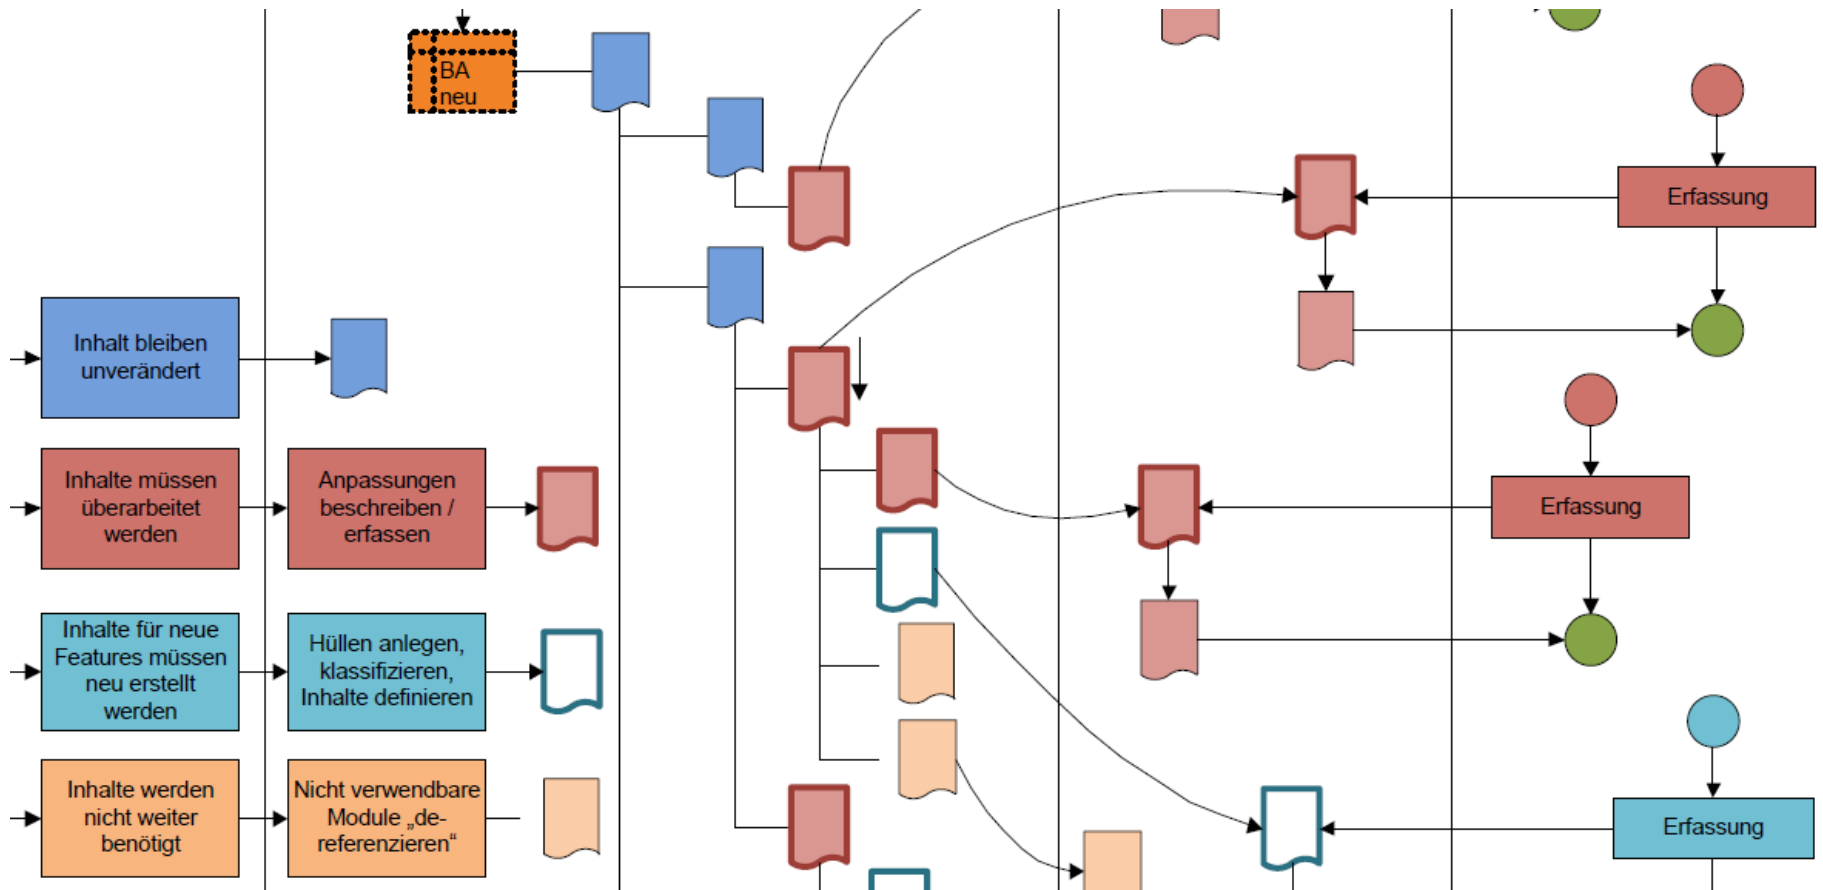 BA
neu
Erfassung
Inhalt bleiben
unverändert
Inhalte müssen
überarbeitet
werden
Anpassungen
beschreiben /
erfassen
Erfassung
Inhalte für neue
Features müssen
neu erstellt
werden
Hüllen anlegen,
klassifizieren,
Inhalte definieren
Inhalte werden
nicht weiter
benötigt
Nicht verwendbare
Module „de-
referenzieren“
Erfassung